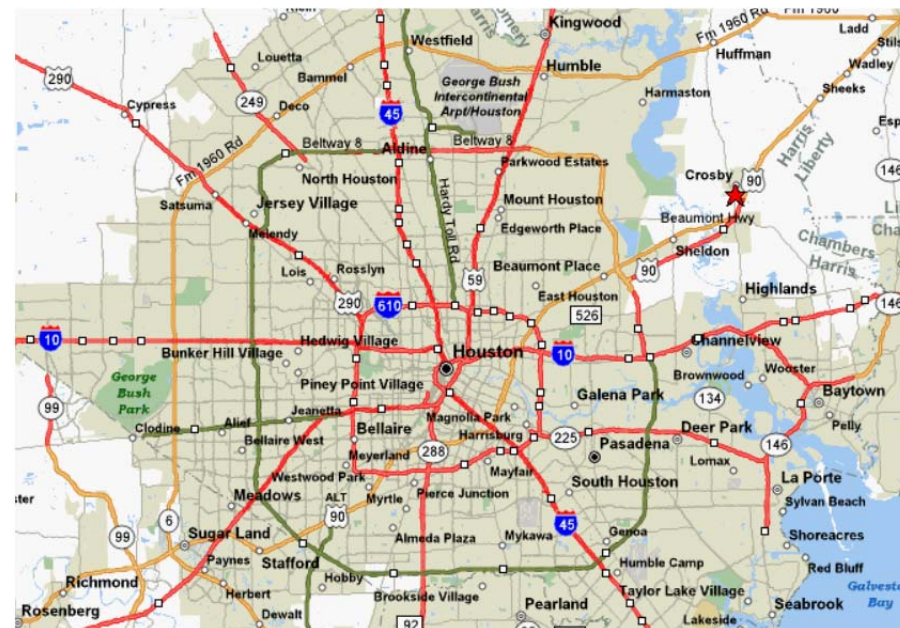 Klein
Fm 1960 Rd
Fm 1960
Kingwood
Ladd
Westfield
Huffman
290
Louetta
45
Humble
Wadley
Bammel
George Bush
Intercontinental
Arpt/Houston
Sheeks
249
Deco
Harmaston
Cypress
Harris
Liberty
Fm 1960 Rd
Beltway 8
Aldine
Beltway 8
Parkwood Estates
146
North Houston
Crosby
90
Satsuma
Jersey Village
Hardy Toll Rd
Mount Houston
Beaumont Hwy
Melendy
Edgeworth Place
Sheldon
Chambers
Harris
Lois
Rosslyn
59
Beaumont Place
90
Highlands
290
610
East Houston
526
146
10
Hedwig Village
Houston
10
Channelview
Bunker Hill Village
Wooster
George
Bush
Park
Piney Point Village
Brownwood
Baytown
99
Magnolia Park
Galena Park
134
Clodine
Alief
Jeanetta
Bellaire
Harrisburg
225
Deer Park
Pelly
Bellaire West
288
Pasadena
146
Meyerland
Mayfair
Lomax
Westwood Park
South Houston
La Porte
Meadows
ALT
90
Myrtle
Pierce Junction
Sylvan Beach
6
45
99
Sugar Land
Almeda Plaza
Mykawa
Genoa
Shoreacres
Paynes
Stafford
Humble Camp
Red Bluff
Richmond
Hobby
Herbert
Brookside Village
Taylor Lake Village
Bay
Rosenberg
Dewalt
92
Pearland
Lakeside
Seabrook